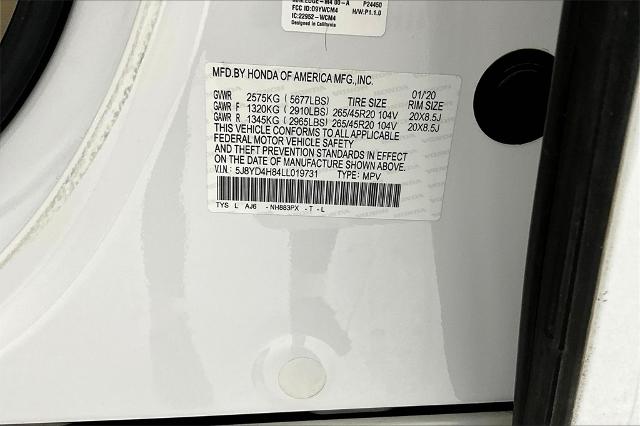 FCC ID:O9YWCM4
P24450
IC:22952-WCM4
H/W:P1.1.0
Designed in California
MFD.BY HONDA OF AMERICA MFG.,INC.
01/20
GVWR 2575KG (5677LBS) TIRE SIZE RIM SIZE
GAWR F 1320KG (2910LBS) 265/45R20 104V 20X8.5J
GAWR R 1345KG (2965LBS) 265/45R20 104V 20X8.5J
THIS VEHICLE CONFORMS TO ALL APPLICABLE
FEDERAL MOTOR VEHICLE SAFETY
AND THEFT PREVENTION STANDARDS IN EFFECT
ON THE DATE OF MANUFACTURE SHOWN ABOVE.
V.I.N: 5J8YD4H84LL019731 TYPE: MPV
TYS L AJ6 - NH883PX - T - L